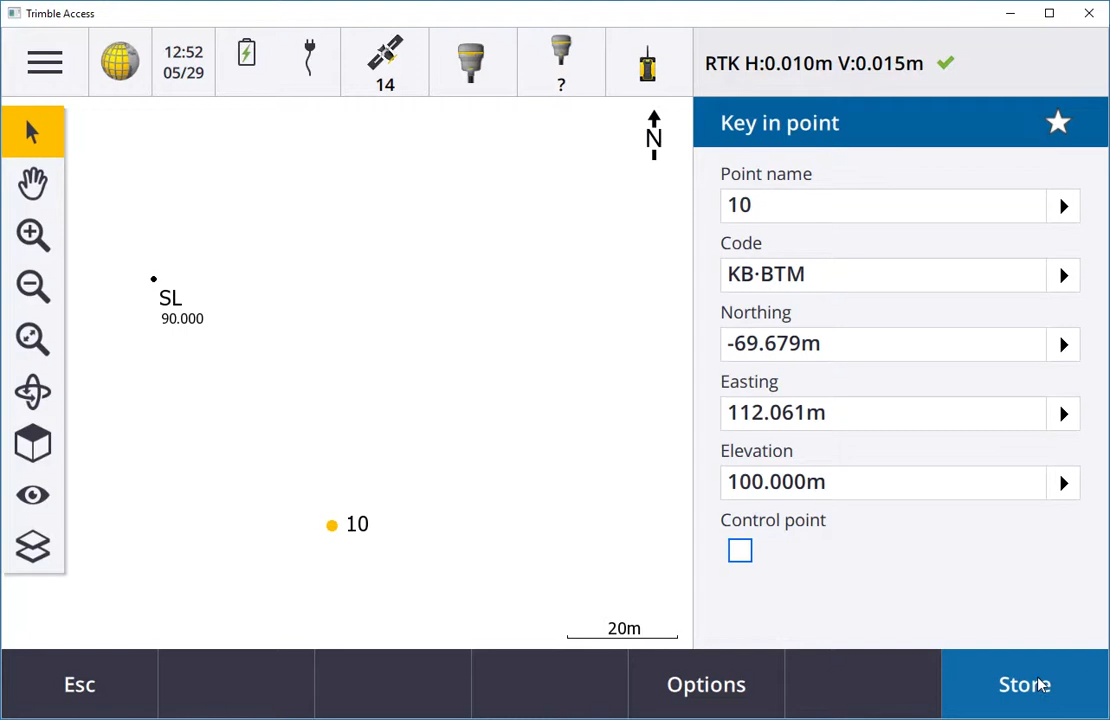 Trimble Access
12:52
05/29
14
?
RTK H:0.010m V:0.015m
Key in point
N
Point name
10
Code
KB·BTM
Northing
-69.679m
Easting
112.061m
Elevation
100.000m
Control point
SL
90.000
10
20m
Esc
Options
Store